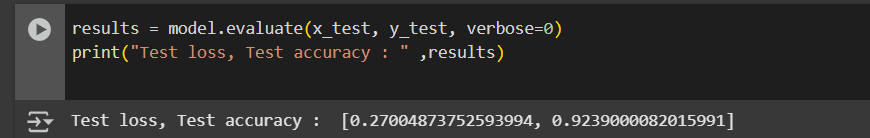 results = model.evaluate(x_test, y_test, verbose=0)
print("Test loss, Test accuracy : " ,results)
Test loss, Test accuracy :  [0.27004873752593994, 0.9239000082015991]